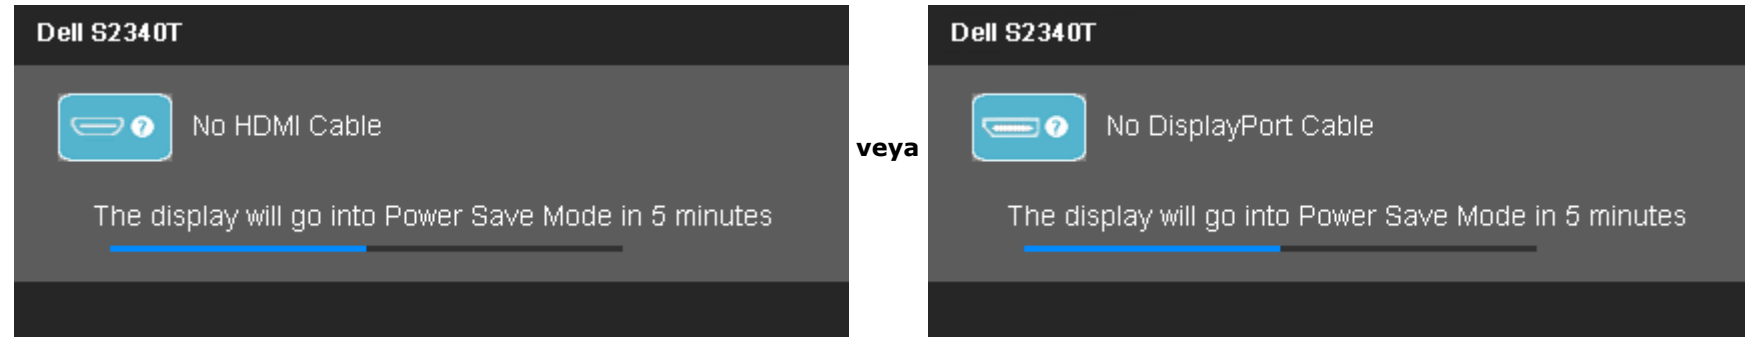 Dell S2340T
No HDMI Cable
The display will go into Power Save Mode in 5 minutes
veya
Dell S2340T
No DisplayPort Cable
The display will go into Power Save Mode in 5 minutes